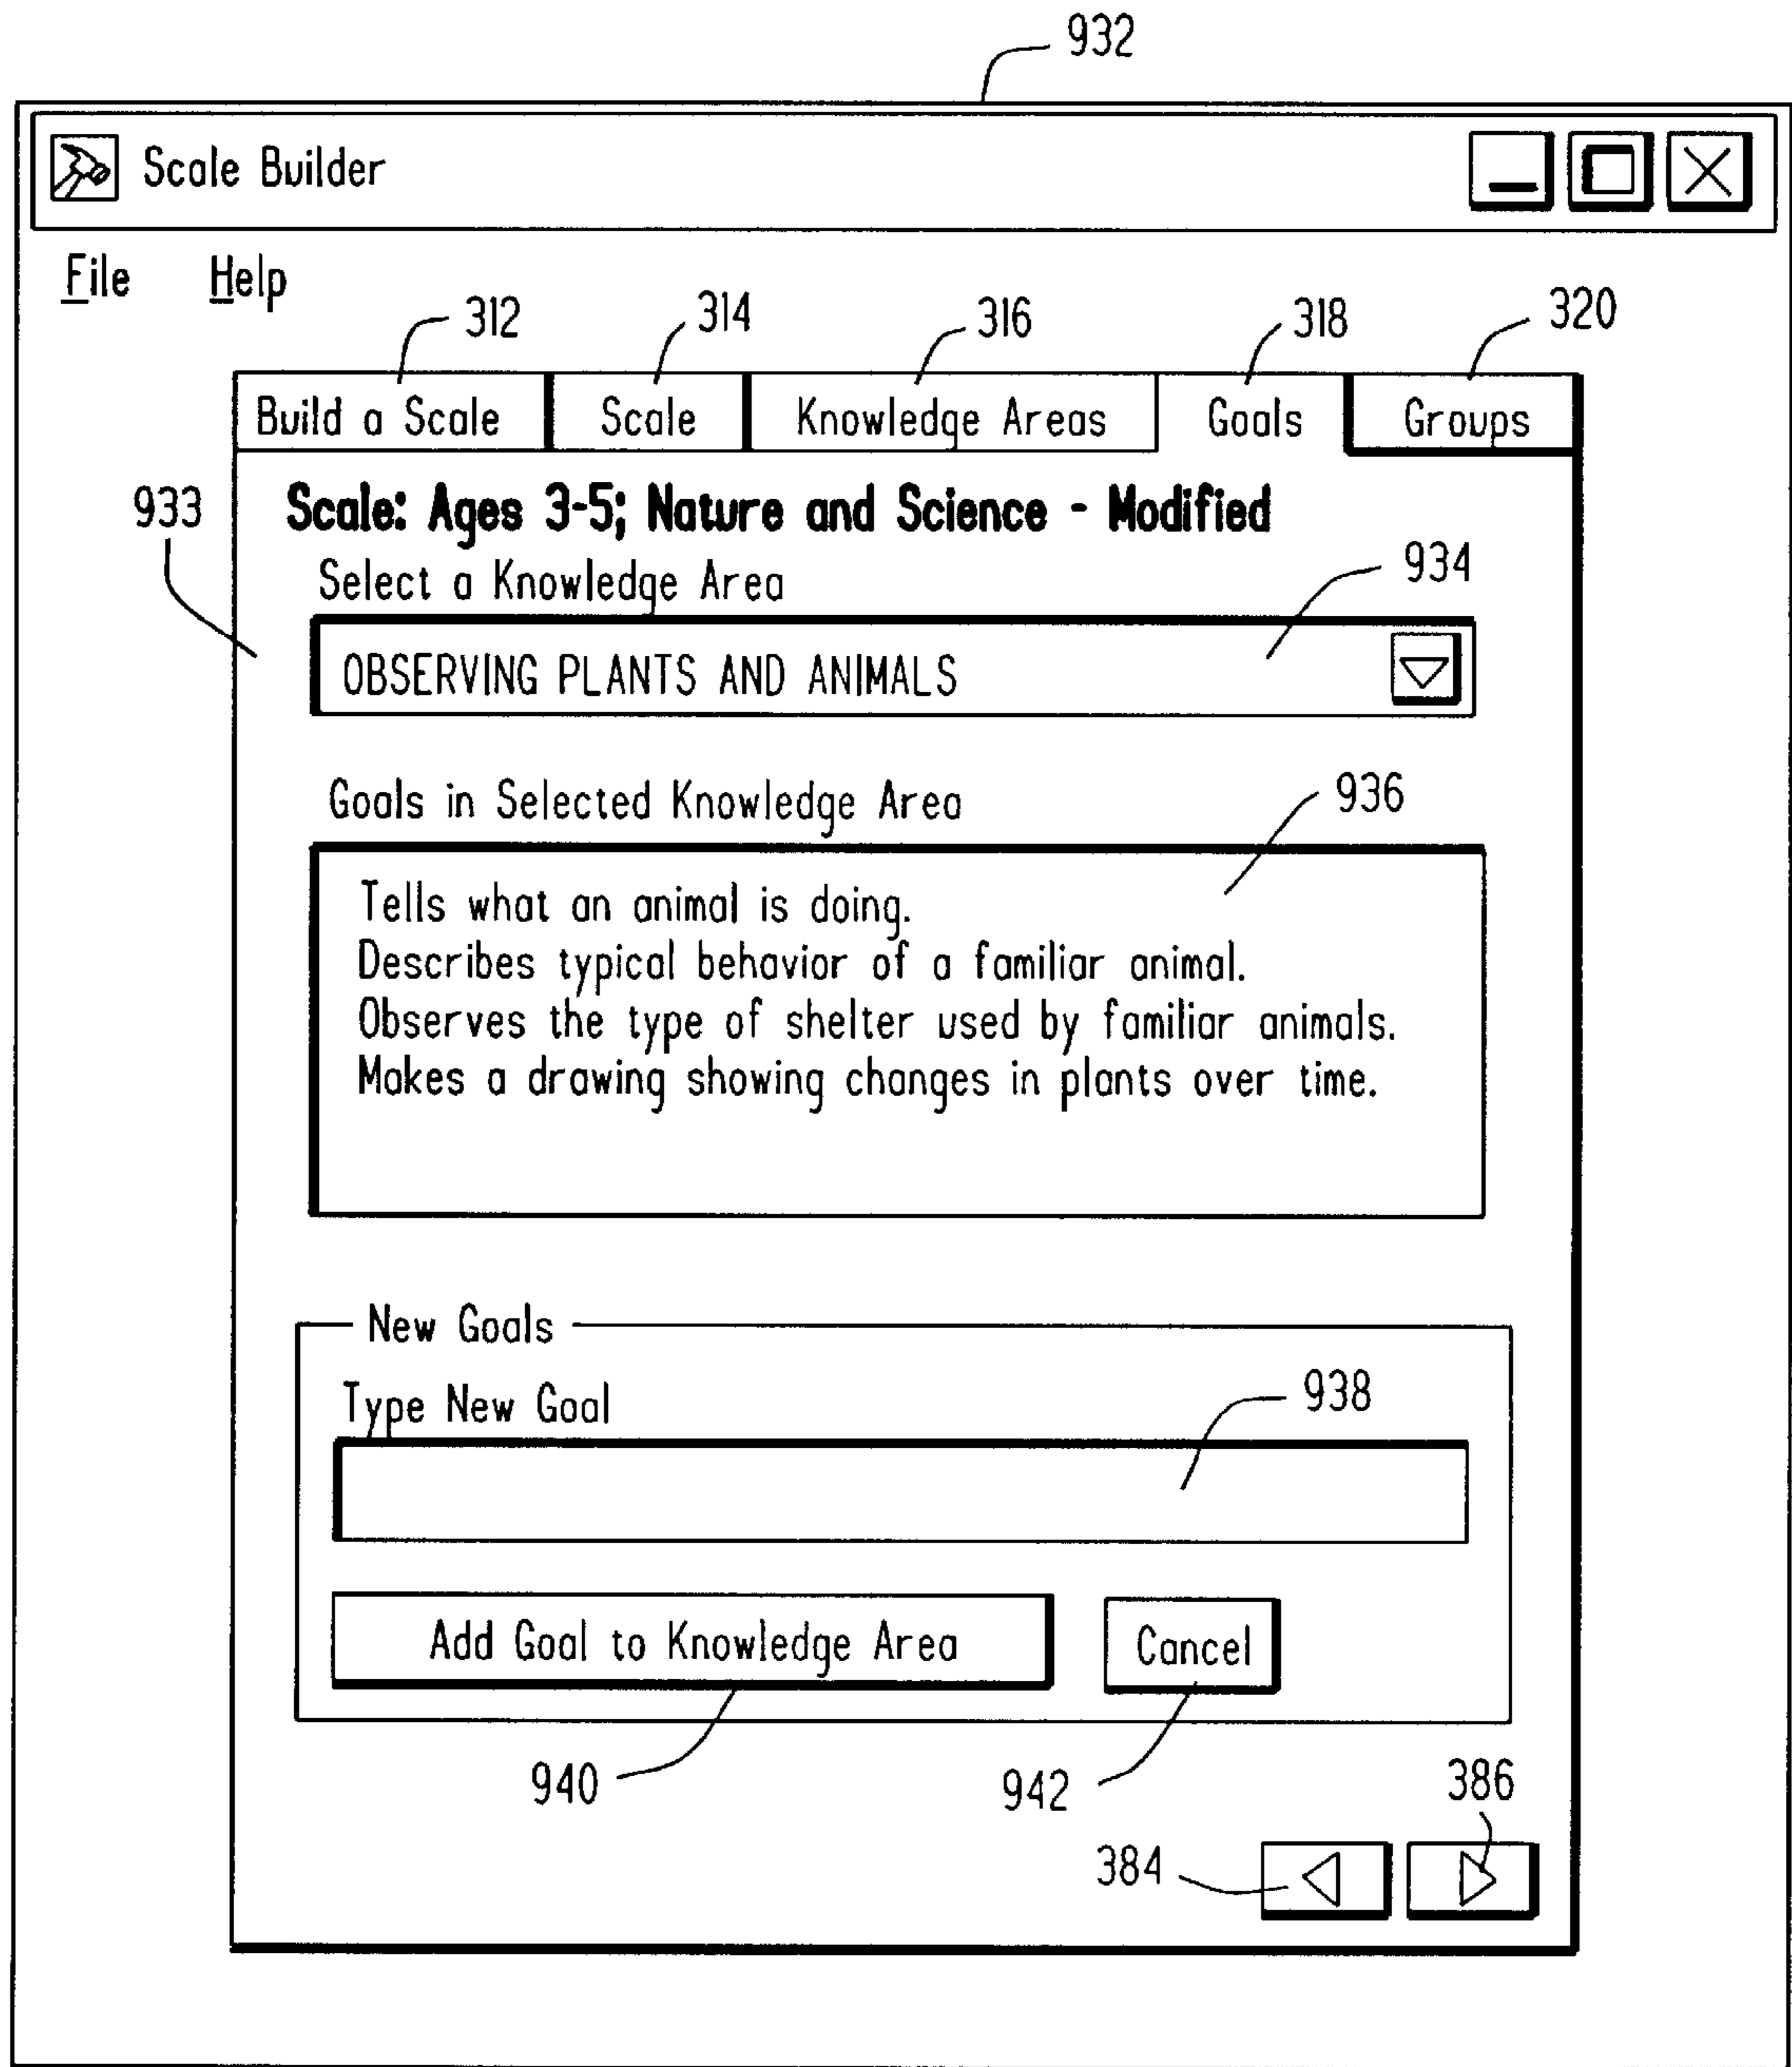 932
Scale Builder
File Help
312 314 316 318 320
Build a Scale Scale Knowledge Areas Goals Groups
933
Scale: Ages 3-5; Nature and Science - Modified
934
Select a Knowledge Area
OBSERVING PLANTS AND ANIMALS
Goals in Selected Knowledge Area
936
Tells what an animal is doing.
Describes typical behavior of a familiar animal.
Observes the type of shelter used by familiar animals.
Makes a drawing showing changes in plants over time.
New Goals
Type New Goal
938
Add Goal to Knowledge Area Cancel
940 942 386
384